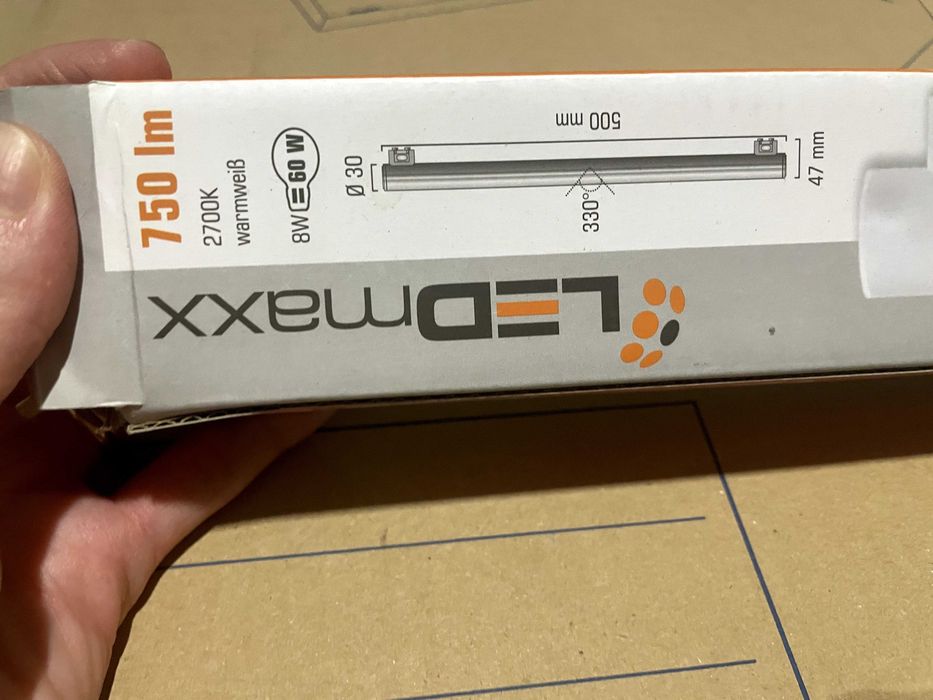 750 lm
2700K
warmweiß
8W = 60 W
Ø 30
500 mm
330°
47 mm
LEDmaxx